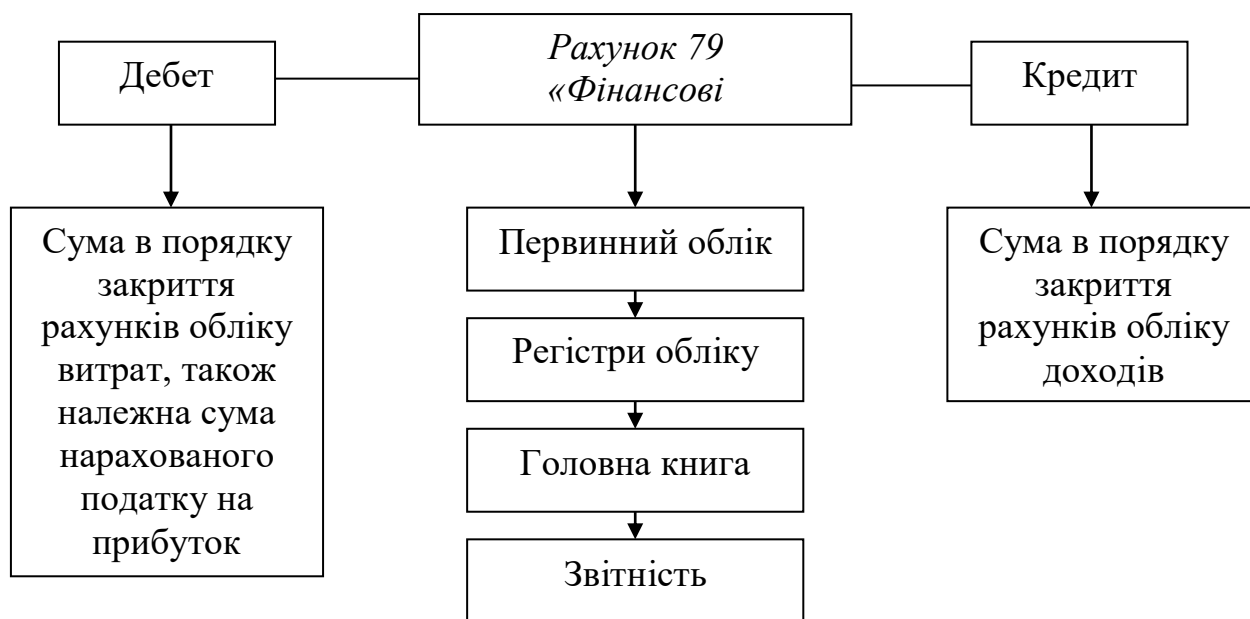 Дебет
Рахунок 79
«Фінансові
Кредит
Сума в порядку
закриття
рахунків обліку
витрат, також
належна сума
нарахованого
податку на
прибуток
Первинний облік
Регістри обліку
Головна книга
Звітність
Сума в порядку
закриття
рахунків обліку
доходів